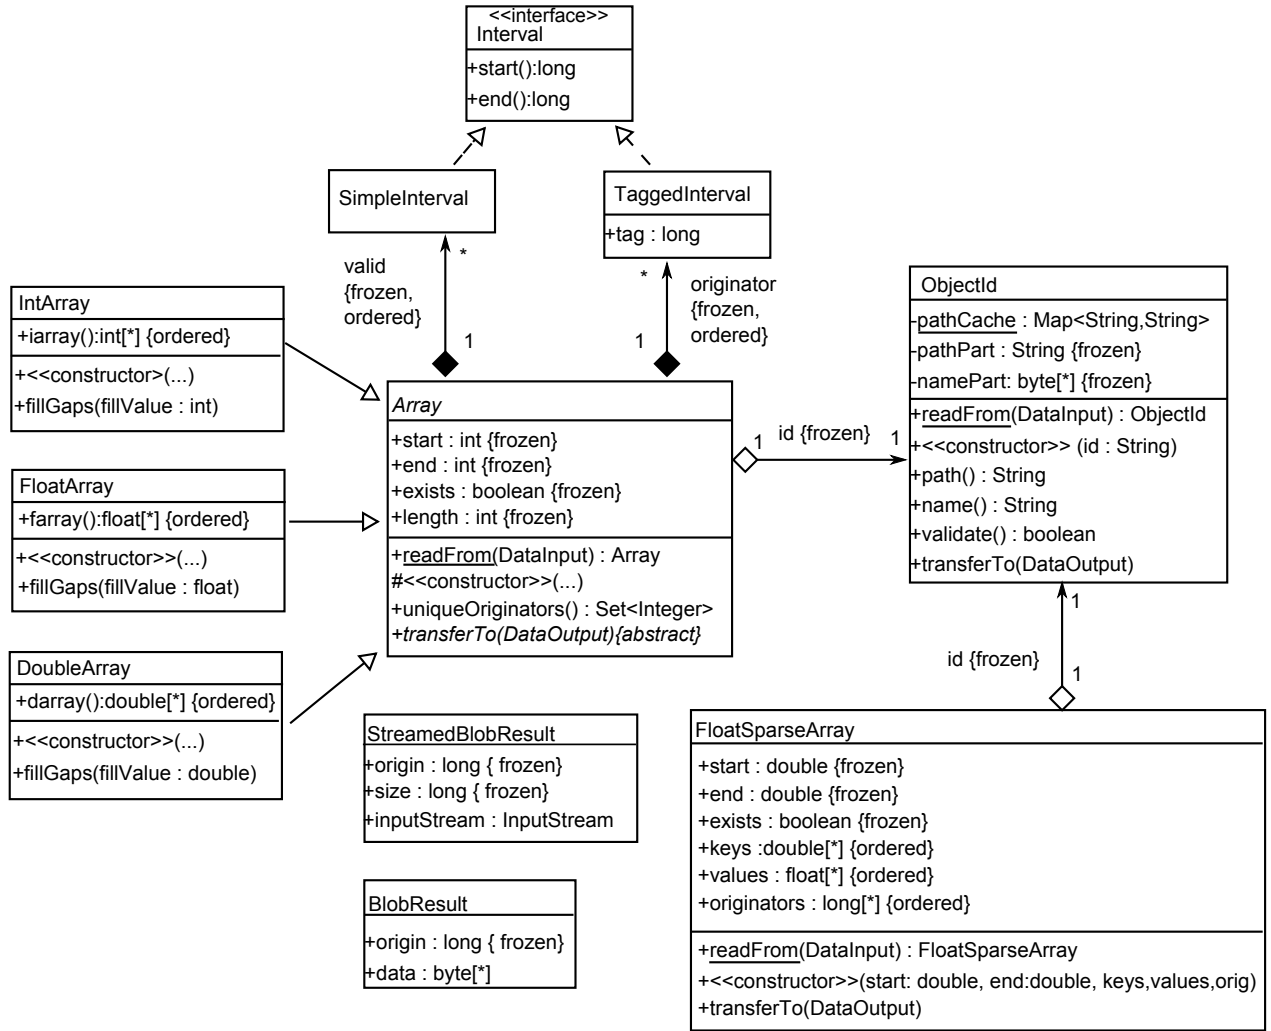 <<interface>>
Interval
+start():long
+end():long
SimpleInterval
TaggedInterval
+tag : long
valid
{frozen,
ordered}
*
1
*
originator
{frozen,
ordered}
1
IntArray
+iarray():int[*] {ordered}
+<<constructor>(...)
+fillGaps(fillValue : int)
FloatArray
+farray():float[*] {ordered}
+<<constructor>>(...)
+fillGaps(fillValue : float)
DoubleArray
+darray():double[*] {ordered}
+<<constructor>>(...)
+fillGaps(fillValue : double)
Array
+start : int {frozen}
+end : int {frozen}
+exists : boolean {frozen}
+length : int {frozen}
+readFrom(DataInput) : Array
#<<constructor>>(...)
+uniqueOriginators() : Set<Integer>
+transferTo(DataOutput){abstract}
1
id {frozen}
1
ObjectId
-pathCache : Map<String,String>
-pathPart : String {frozen}
-namePart: byte[*] {frozen}
+readFrom(DataInput) : ObjectId
+<<constructor>> (id : String)
+path() : String
+name() : String
+validate() : boolean
+transferTo(DataOutput)
1
id {frozen}
1
StreamedBlobResult
+origin : long { frozen}
+size : long { frozen}
+inputStream : InputStream
BlobResult
+origin : long { frozen}
+data : byte[*]
FloatSparseArray
+start : double {frozen}
+end : double {frozen}
+exists : boolean {frozen}
+keys :double[*] {ordered}
+values : float[*] {ordered}
+originators : long[*] {ordered}
+readFrom(DataInput) : FloatSparseArray
+<<constructor>>(start: double, end:double, keys,values,orig)
+transferTo(DataOutput)